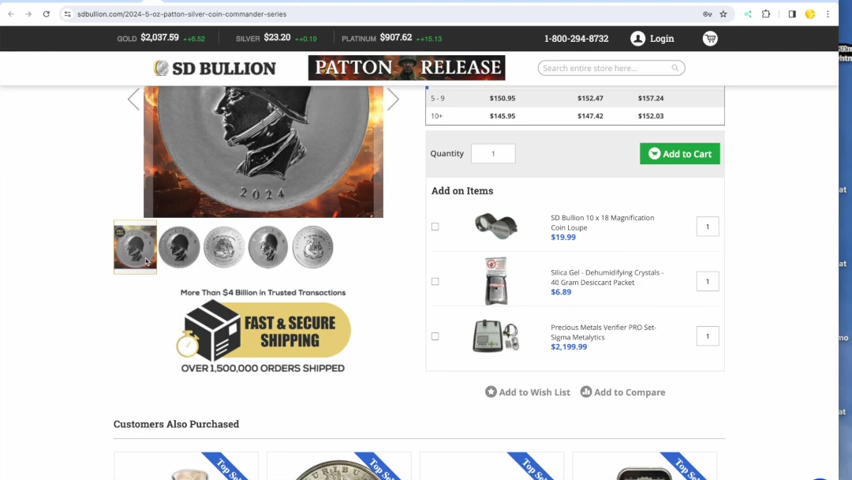 sdbullion.com/2024-5-oz-patton-silver-coin-commander-series
GOLD $2,037.59 +6.52 SILVER $23.20 +0.19 PLATINUM $907.62 +15.13 1-800-294-8732 Login
SD BULLION PATTON RELEASE Search entire store here...
5 - 9 $150.95 $152.47 $157.24
10+ $145.95 $147.42 $152.03
2024
Quantity 1 Add to Cart
Add on Items
SD Bullion 10 x 18 Magnification
Coin Loupe
$19.99
1
Silica Gel - Dehumidifying Crystals -
40 Gram Desiccant Packet
$6.89
1
Precious Metals Verifier PRO Set-
Sigma Metalytics
$2,199.99
1
More Than $4 Billion in Trusted Transactions
FAST & SECURE
SHIPPING
OVER 1,500,000 ORDERS SHIPPED
Add to Wish List Add to Compare
Customers Also Purchased
Top Sel
Top Sel
Top Sel
Top Sel